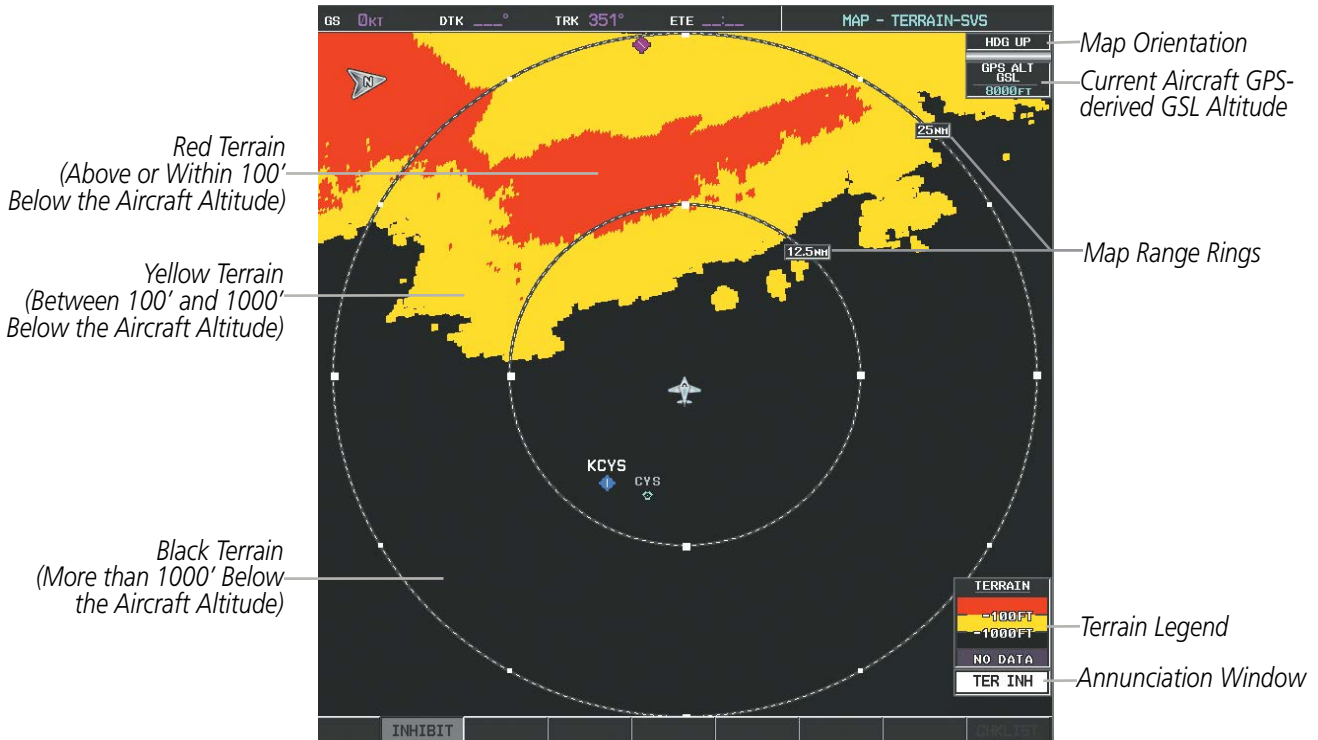 GS 0KT DTK ___° TRK 351° ETE __:__ MAP - TERRAIN-SVS
HDG UP
Map Orientation
N
GPS ALT
GSL
8000FT
Current Aircraft GPS-
derived GSL Altitude
25NM
Red Terrain
(Above or Within 100'
Below the Aircraft Altitude)
12.5NM
Map Range Rings
Yellow Terrain
(Between 100' and 1000'
Below the Aircraft Altitude)
KCYS
CYS
Black Terrain
(More than 1000' Below
the Aircraft Altitude)
TERRAIN
-100FT
-1000FT
Terrain Legend
NO DATA
TER INH
Annunciation Window
INHIBIT CHKLIST